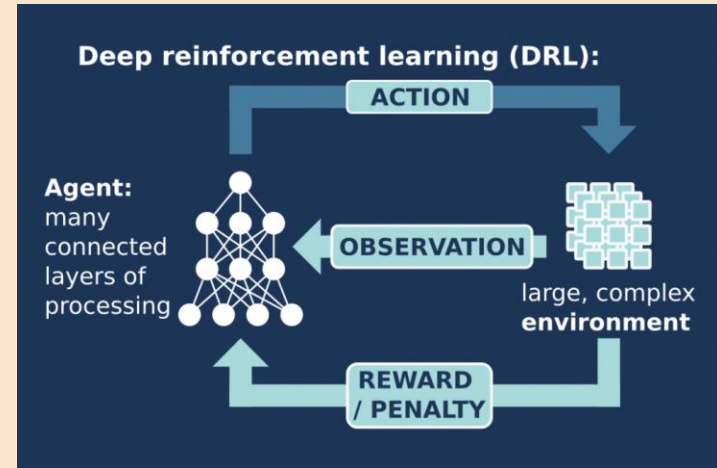 Deep reinforcement learning (DRL):
ACTION
Agent:
many
connected
layers of
processing
OBSERVATION
large, complex
environment
REWARD
/ PENALTY